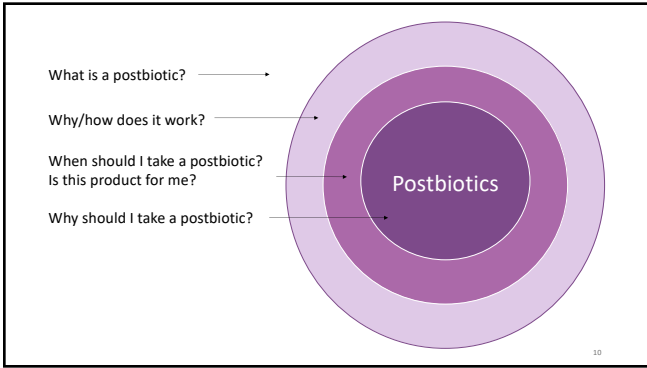 What is a postbiotic?
Why/how does it work?
When should I take a postbiotic?
Is this product for me?
Postbiotics
Why should I take a postbiotic?
10